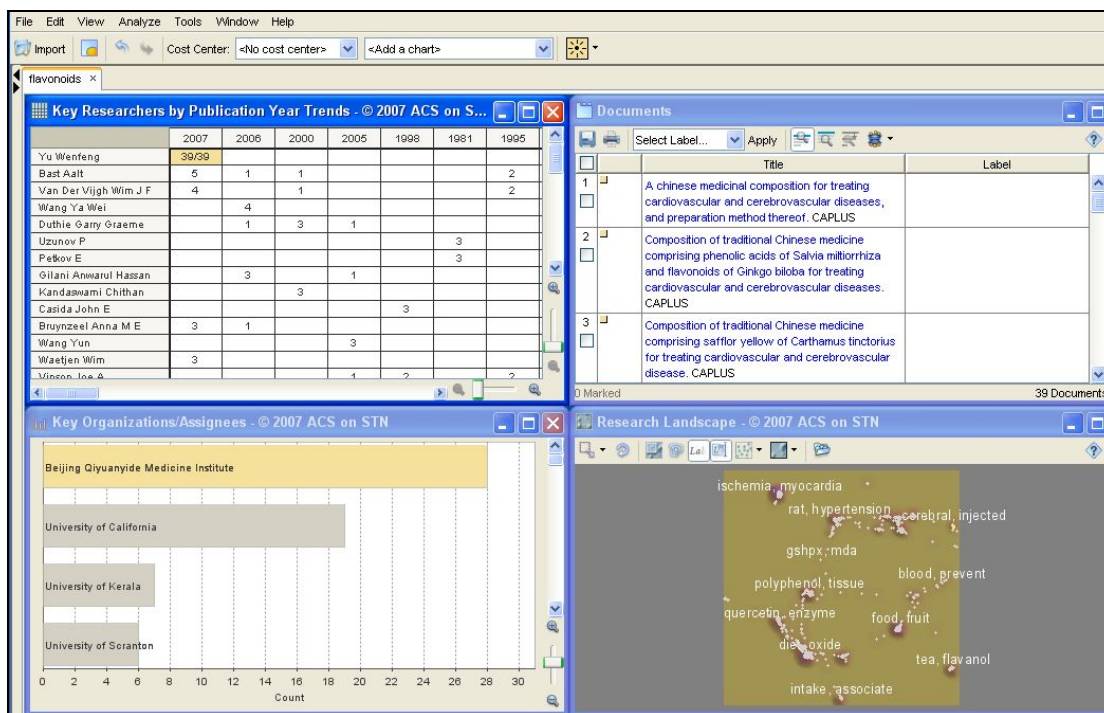 File Edit View Analyze Tools Window Help
Import Cost Center: <No cost center> <Add a chart>
flavonoids ×
Key Researchers by Publication Year Trends - © 2007 ACS on S...
2007 2006 2000 2005 1998 1981 1995
Yu Wenfeng 39/39
Bast Aalt 5 1 1 2
Van Der Vijgh Wim J F 4 1 2
Wang Ya Wei 4
Duthie Garry Graeme 1 3 1
Uzunov P 3
Petkov E 3
Gilani Anwarul Hassan 3 1
Kandaswami Chithan 3
Casida John E 3
Bruynzeel Anna M E 3 1
Wang Yun 3
Waetjen Wim 3
Vinson Joe A 1 2 2
Documents
Select Label... Apply
Title Label
1 A chinese medicinal composition for treating
cardiovascular and cerebrovascular diseases,
and preparation method thereof. CAPLUS
2 Composition of traditional Chinese medicine
comprising phenolic acids of Salvia miltiorrhiza
and flavonoids of Ginkgo biloba for treating
cardiovascular and cerebrovascular diseases.
CAPLUS
3 Composition of traditional Chinese medicine
comprising safflor yellow of Carthamus tinctorius
for treating cardiovascular and cerebrovascular
disease. CAPLUS
0 Marked 39 Documents
Key Organizations/Assignees - © 2007 ACS on STN
Beijing Qiyuanyide Medicine Institute
University of California
University of Kerala
University of Scranton
0 2 4 6 8 10 12 14 16 18 20 22 24 26 28 30
Count
Research Landscape - © 2007 ACS on STN
Lal
ischemia, myocardia
rat, hypertension
cerebral, injected
gshpx, mda
blood, prevent
polyphenol, tissue
quercetin, enzyme
food, fruit
diet, oxide
tea, flavanol
intake, associate